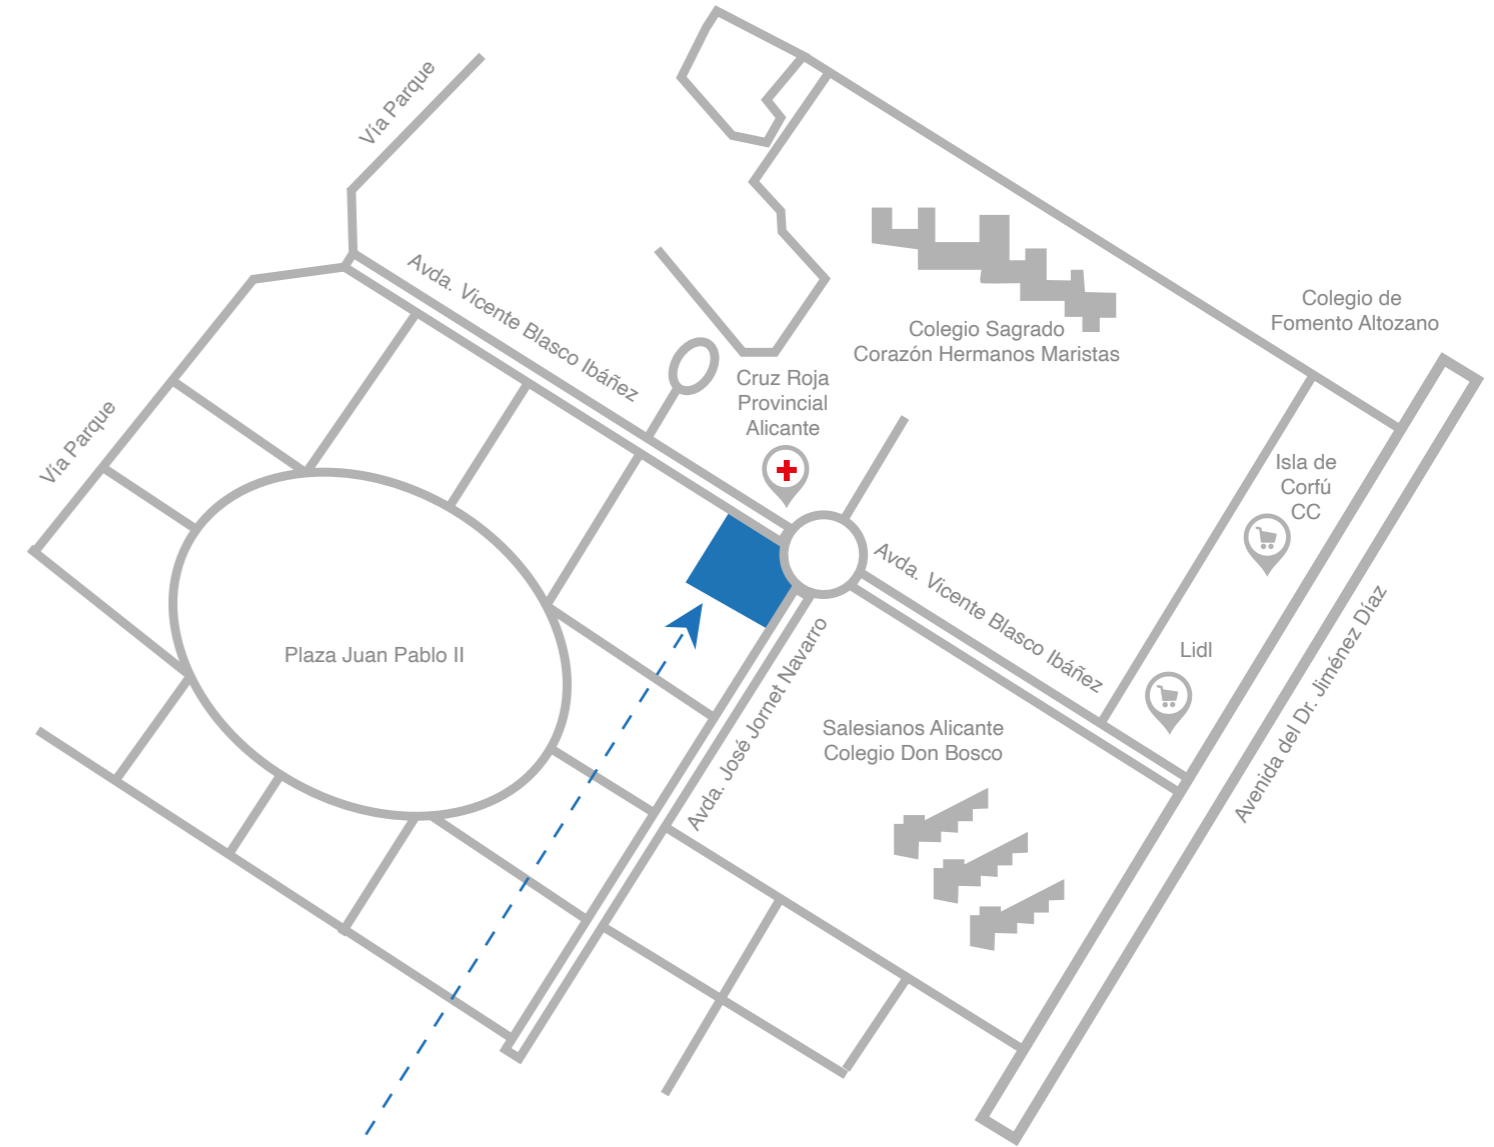 Vía Parque
Avda. Vicente Blasco Ibáñez
Colegio Sagrado
Corazón Hermanos Maristas
Colegio de
Fomento Altozano
Cruz Roja
Provincial
Alicante
Vía Parque
Isla de
Corfú
CC
Avda. Vicente Blasco Ibáñez
Lidl
Avenida del Dr. Jiménez Díaz
Plaza Juan Pablo II
Avda. José Jornet Navarro
Salesianos Alicante
Colegio Don Bosco